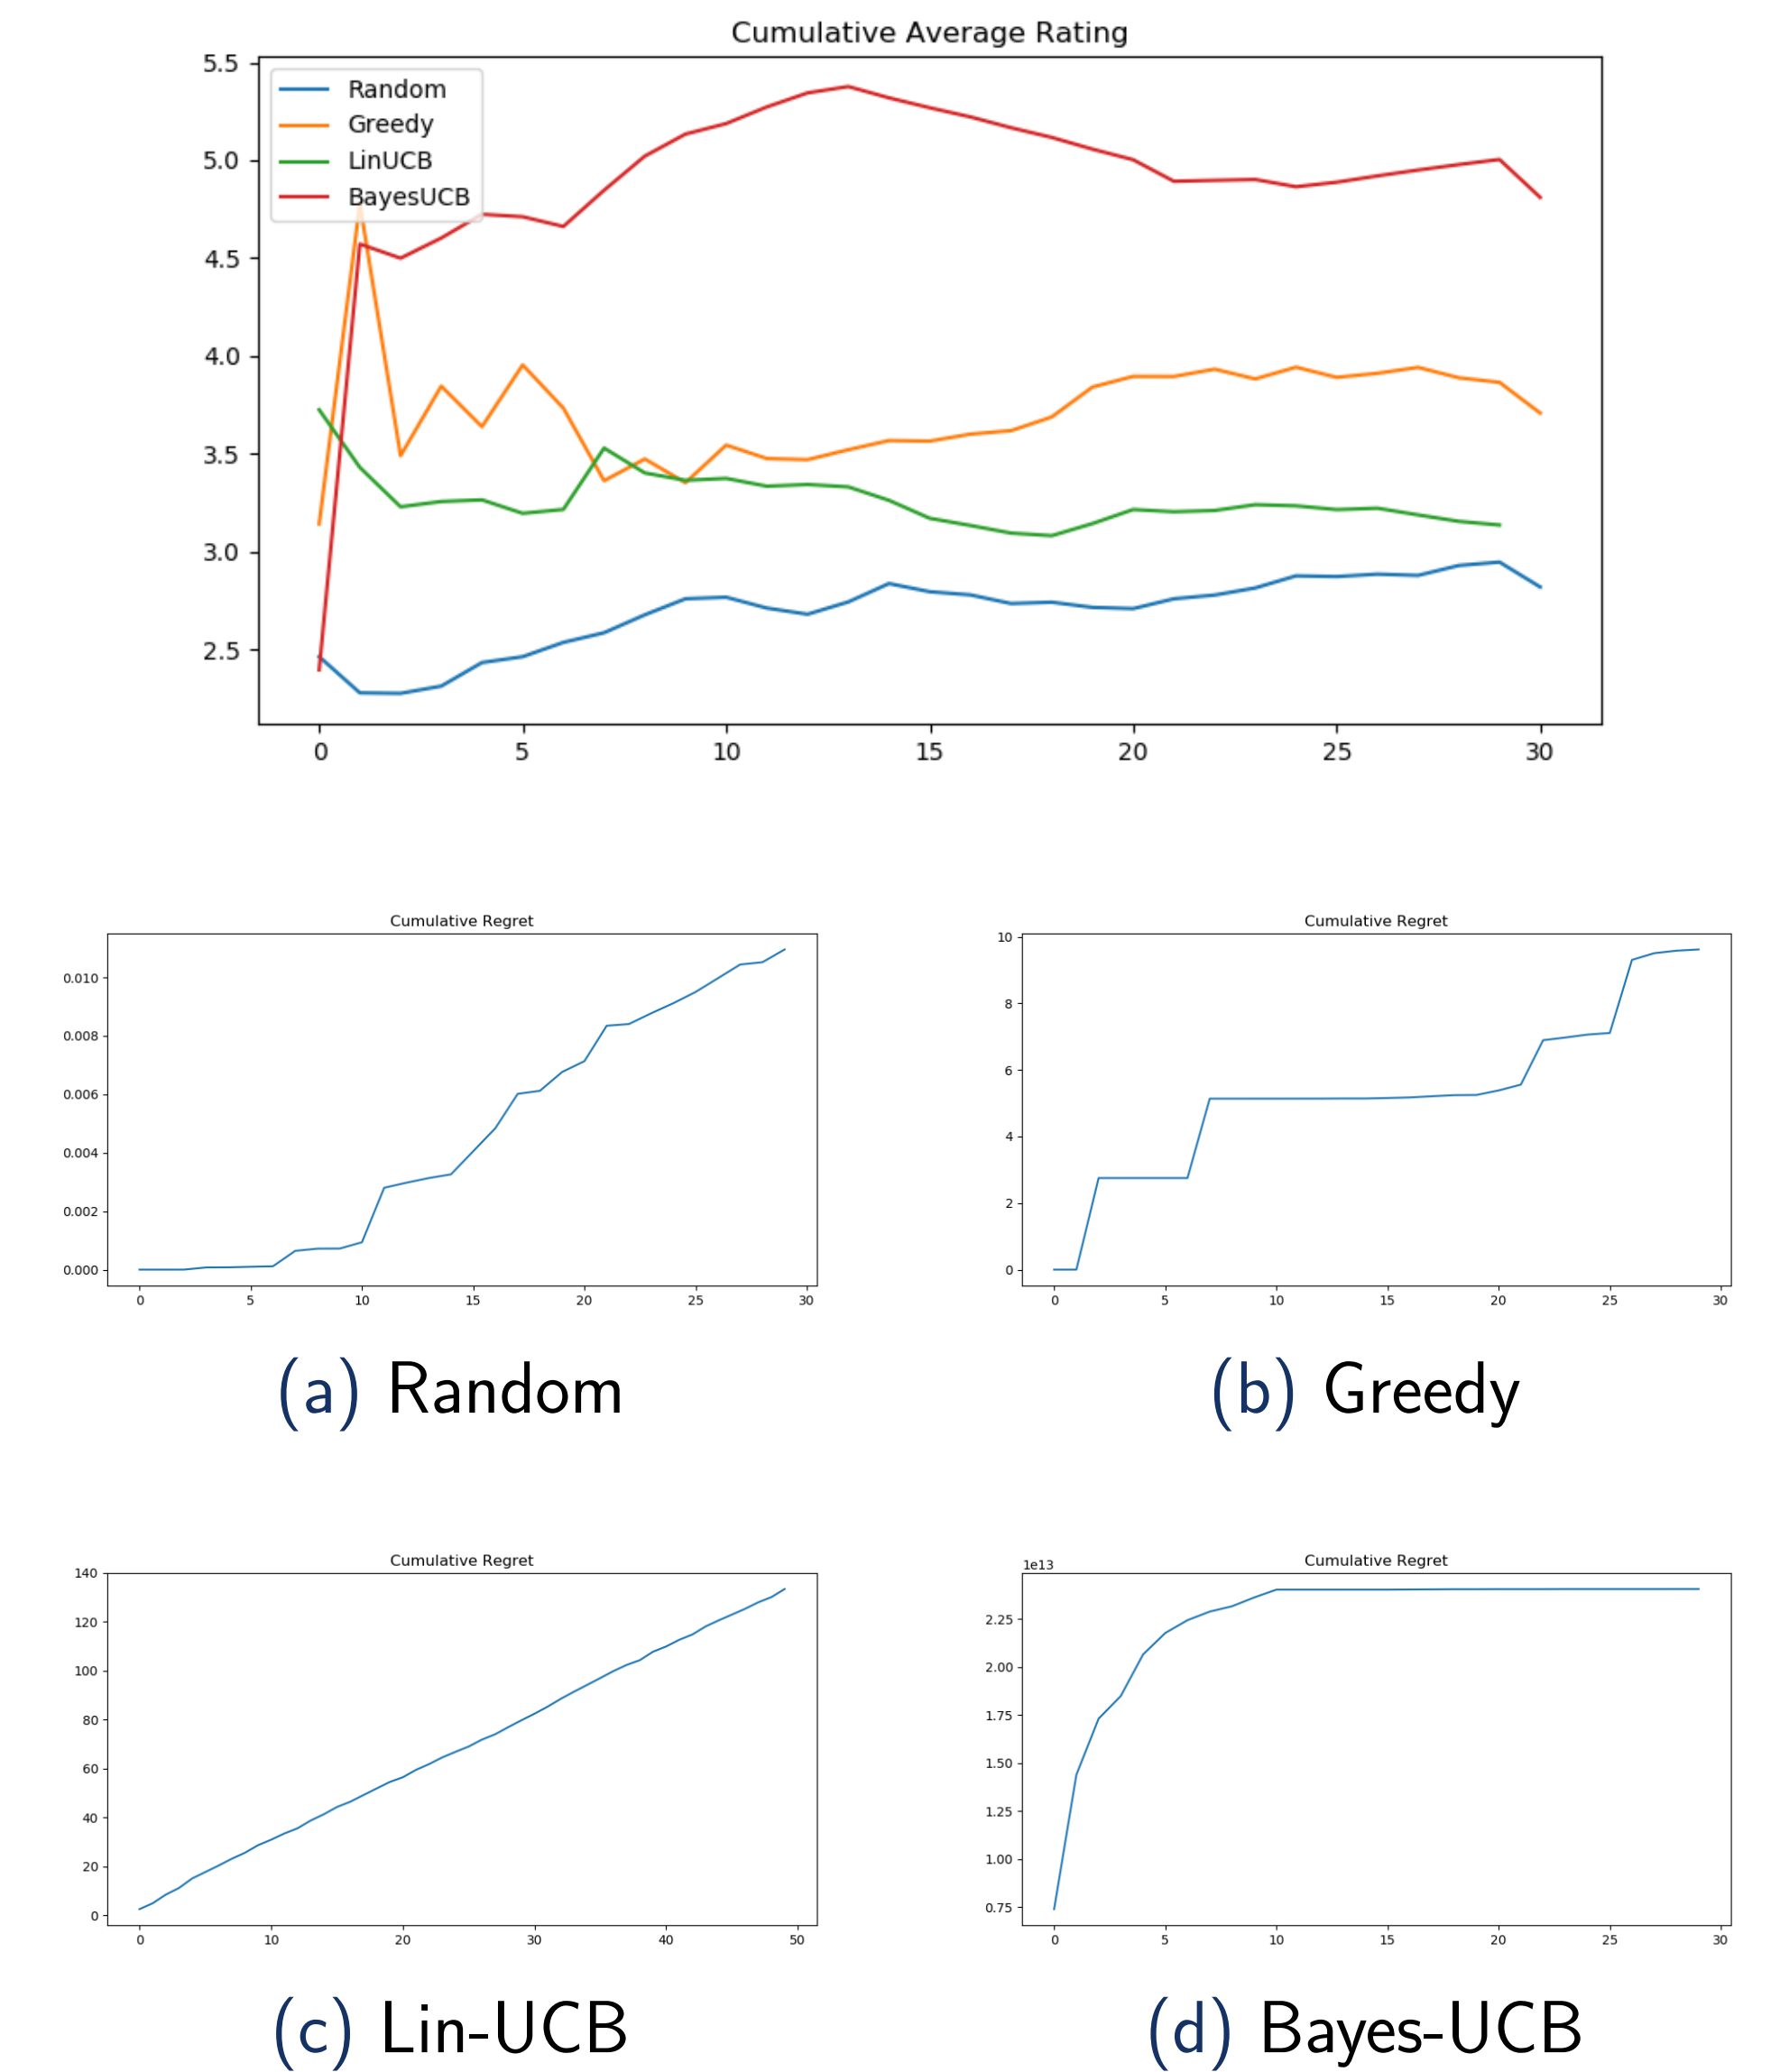 Cumulative Average Rating
5.5
5.0
4.5
4.0
3.5
3.0
2.5
Random
Greedy
LinUCB
BayesUCB
0 5 10 15 20 25 30
Cumulative Regret
0.010
0.008
0.006
0.004
0.002
0.000
0 5 10 15 20 25 30
(a) Random
Cumulative Regret
10
8
6
4
2
0
0 5 10 15 20 25 30
(b) Greedy
Cumulative Regret
140
120
100
80
60
40
20
0
0 10 20 30 40 50
(c) Lin-UCB
Cumulative Regret
1e13
2.25
2.00
1.75
1.50
1.25
1.00
0.75
0 5 10 15 20 25 30
(d) Bayes-UCB